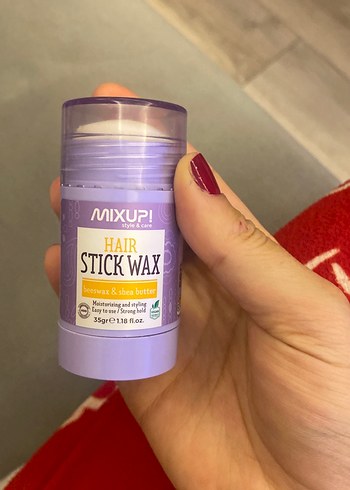 MIXUP!
style & care
HAIR
STICK WAX
beeswax & shea butter
Moisturizing and styling
Easy to use / Strong hold
35gr ℮ 1.18 fl.oz.